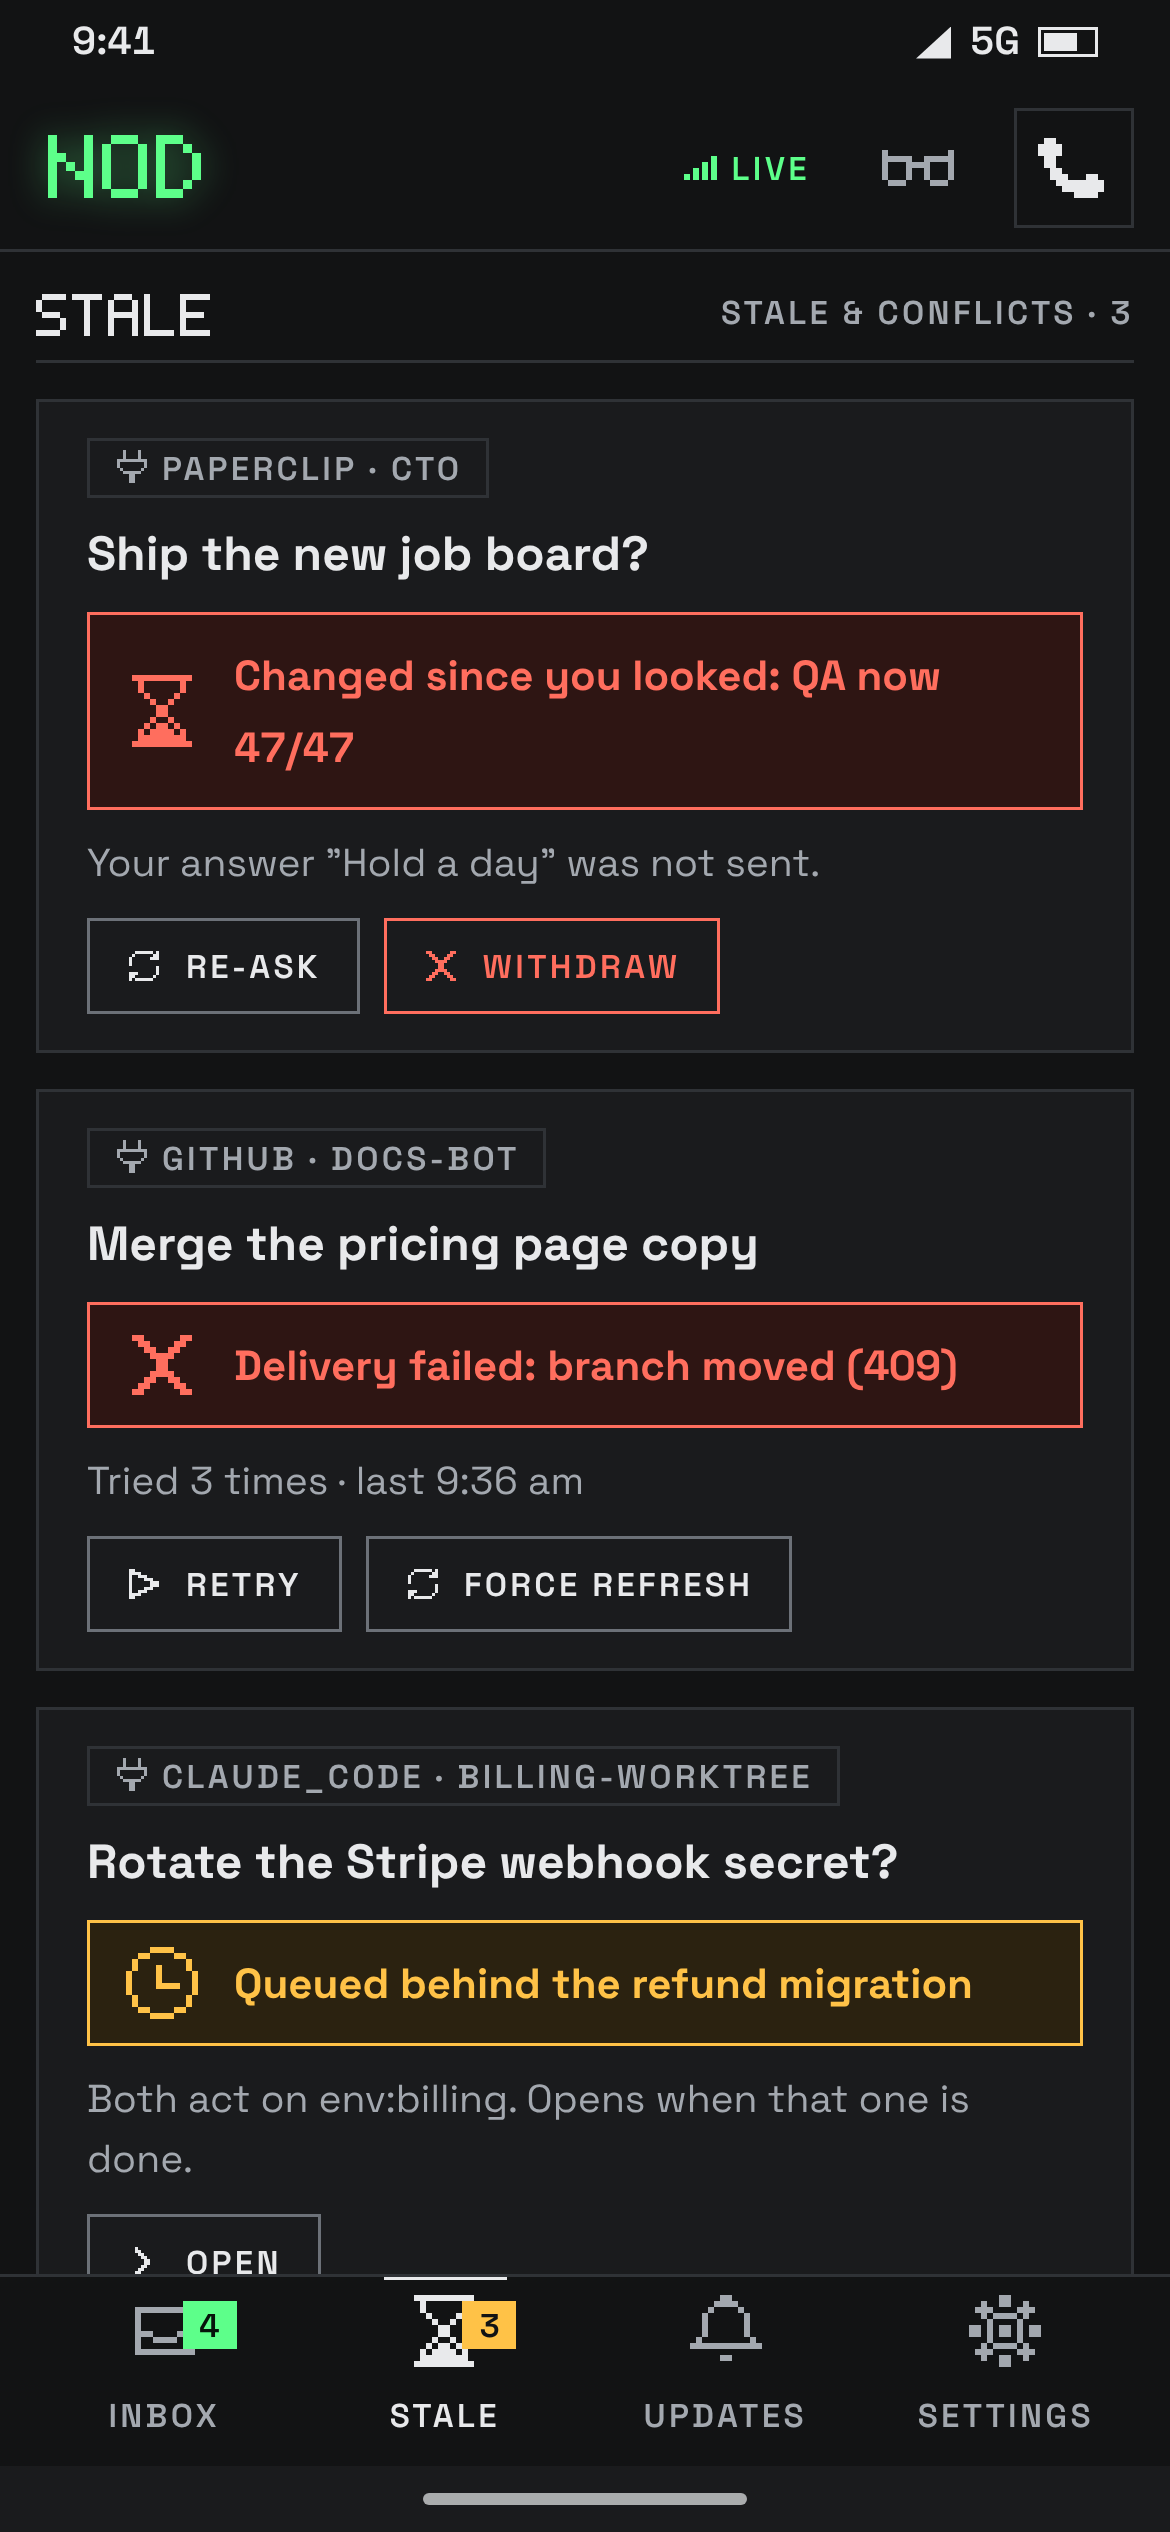 9:41
5G
NOD
LIVE
STALE
STALE & CONFLICTS · 3
PAPERCLIP · CTO
Ship the new job board?
Changed since you looked: QA now
47/47
Your answer ”Hold a day” was not sent.
RE-ASK
WITHDRAW
GITHUB · DOCS-BOT
Merge the pricing page copy
Delivery failed: branch moved (409)
Tried 3 times · last 9:36 am
RETRY
FORCE REFRESH
CLAUDE_CODE · BILLING-WORKTREE
Rotate the Stripe webhook secret?
Queued behind the refund migration
Both act on env:billing. Opens when that one is
done.
OPEN
4
3
INBOX
STALE
UPDATES
SETTINGS